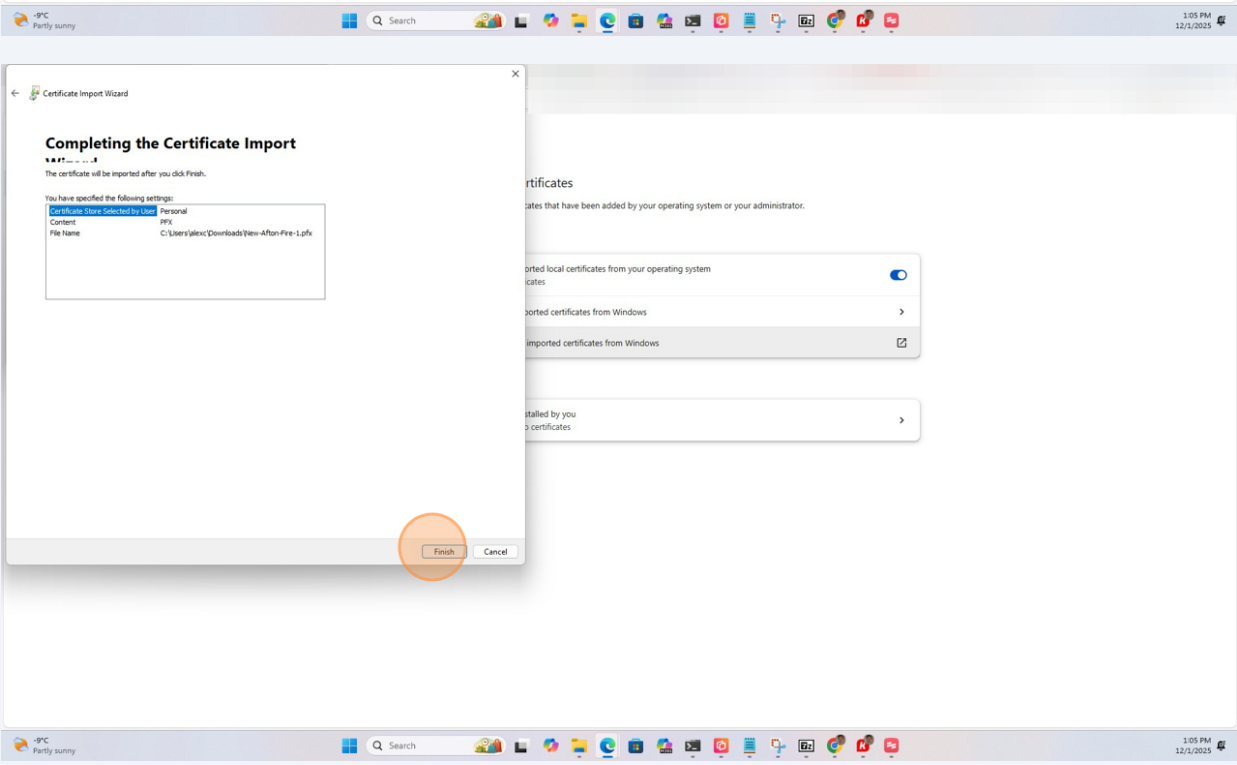 -9°C
Partly sunny
Search
1:05 PM
12/1/2025
Certificate Import Wizard
Completing the Certificate Import
Wizard
The certificate will be imported after you click Finish.
You have specified the following settings:
Certificate Store Selected by User Personal
Content PFX
File Name C:\Users\alexc\Downloads\New-Afton-Fire-1.pfx
Finish
Cancel
rtificates
cates that have been added by your operating system or your administrator.
orted local certificates from your operating system
icates
ported certificates from Windows
imported certificates from Windows
stalled by you
o certificates
-9°C
Partly sunny
Search
1:05 PM
12/1/2025